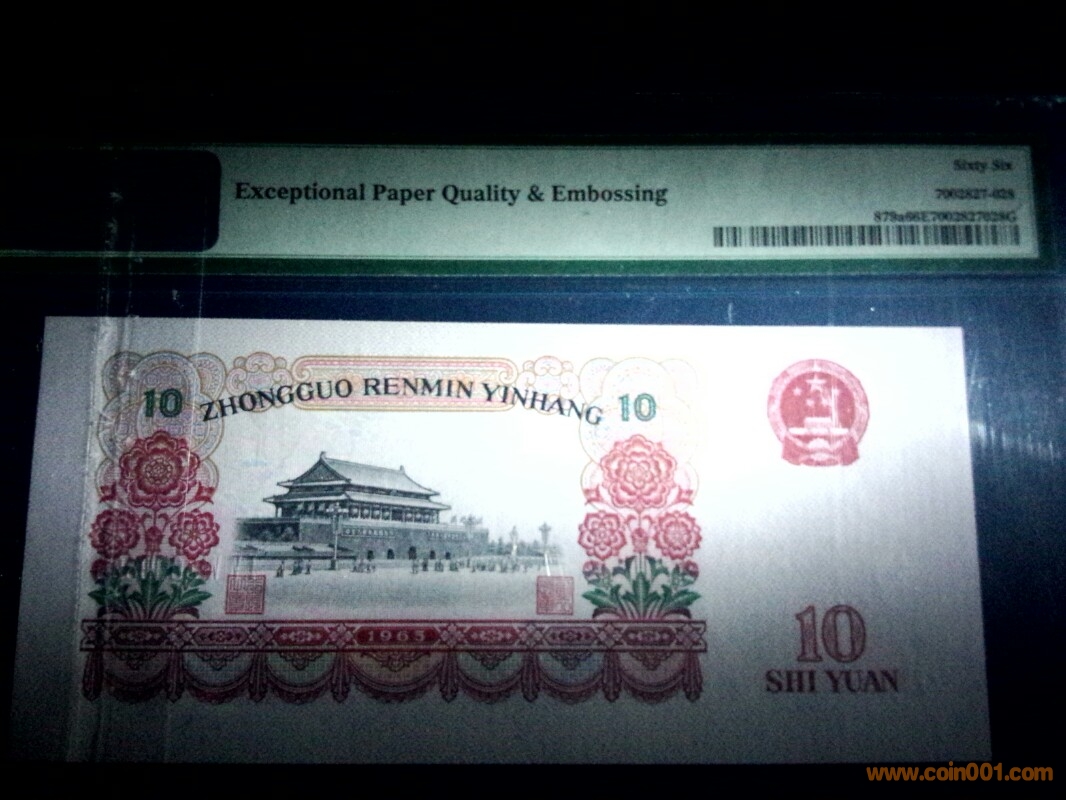 Sixty Six
Exceptional Paper Quality & Embossing
7002827-028
879a66E7002827028G
10 ZHONGGUO RENMIN YINHANG 10
1965
10
SHI YUAN
www.coin001.com